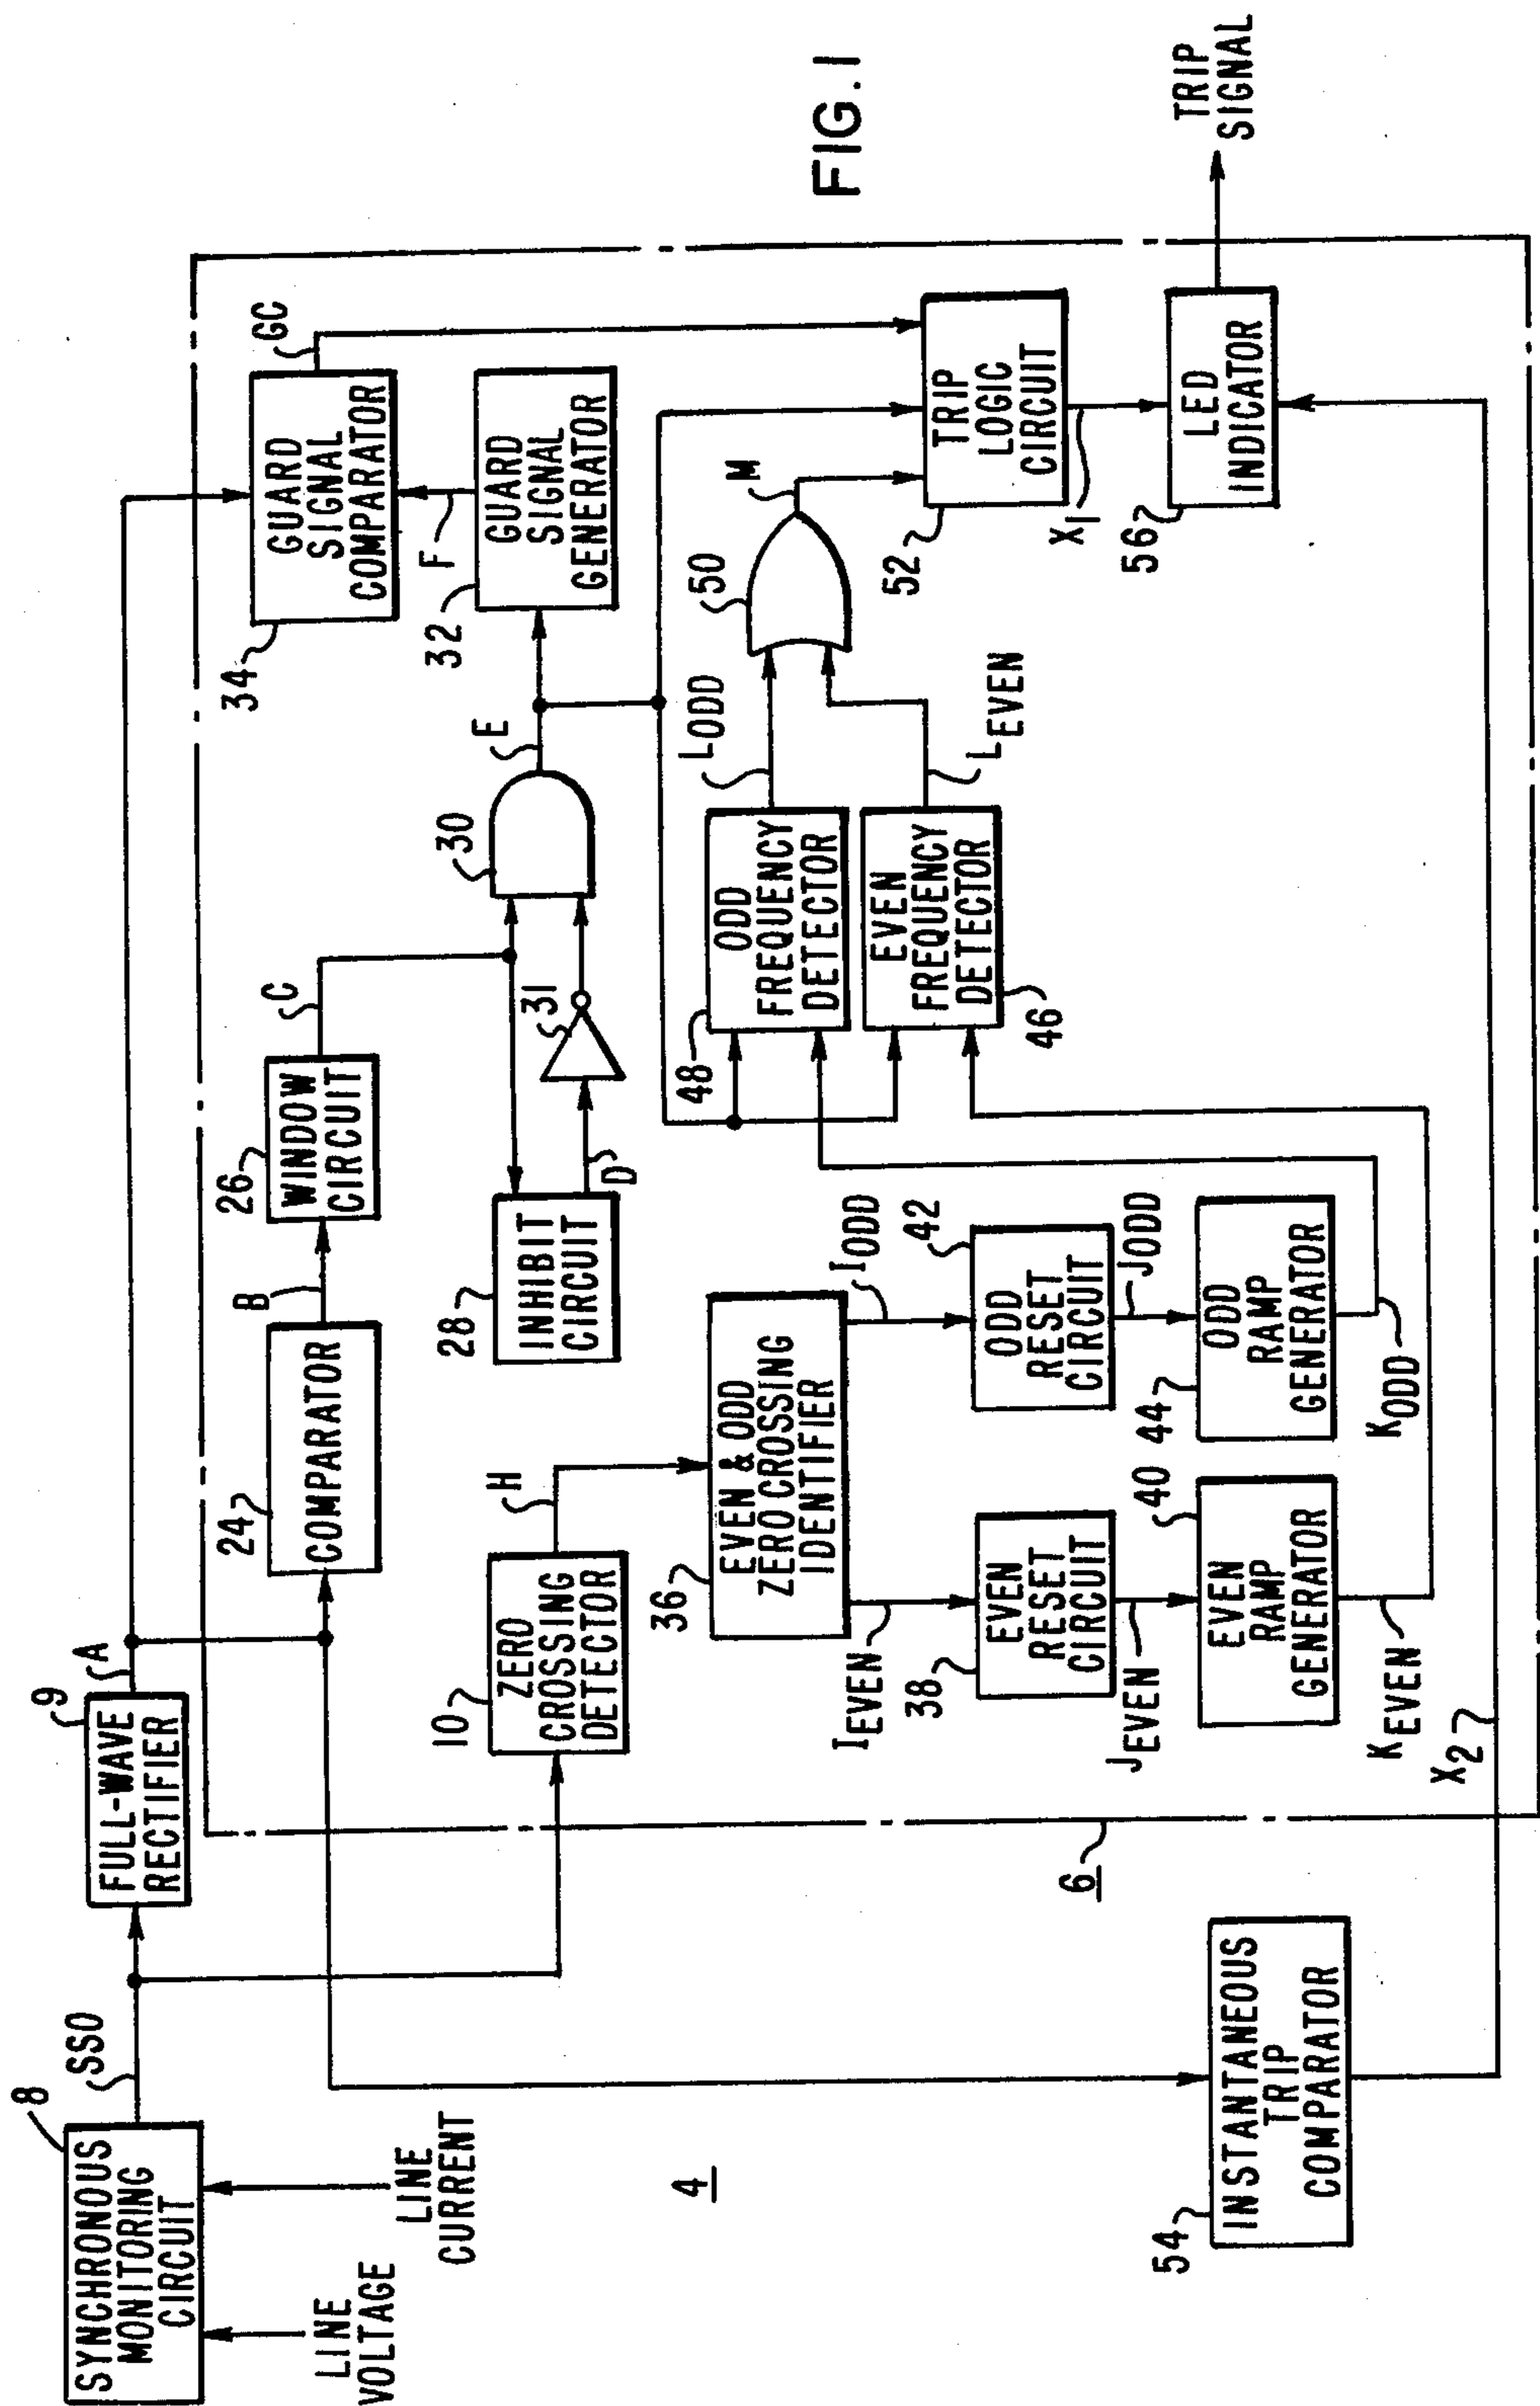 FIG. 1
8
SYNCHRONOUS
MONITORING
CIRCUIT
LINE
VOLTAGE
LINE
CURRENT
SSO
9
FULL-WAVE
RECTIFIER
A
4
6
24
COMPARATOR
B
26
WINDOW
CIRCUIT
C
28
INHIBIT
CIRCUIT
D
31
30
E
32
GUARD
SIGNAL
GENERATOR
F
34
GUARD
SIGNAL
COMPARATOR
GC
10
ZERO
CROSSING
DETECTOR
H
36
EVEN & ODD
ZERO CROSSING
IDENTIFIER
IEVEN
IODD
38
EVEN
RESET
CIRCUIT
42
ODD
RESET
CIRCUIT
JEVEN
JODD
40
EVEN
RAMP
GENERATOR
44
ODD
RAMP
GENERATOR
KEVEN
KODD
48
ODD
FREQUENCY
DETECTOR
46
EVEN
FREQUENCY
DETECTOR
LODD
LEVEN
50
M
52
TRIP
LOGIC
CIRCUIT
X1
54
INSTANTANEOUS
TRIP
COMPARATOR
X2
56
LED
INDICATOR
TRIP
SIGNAL